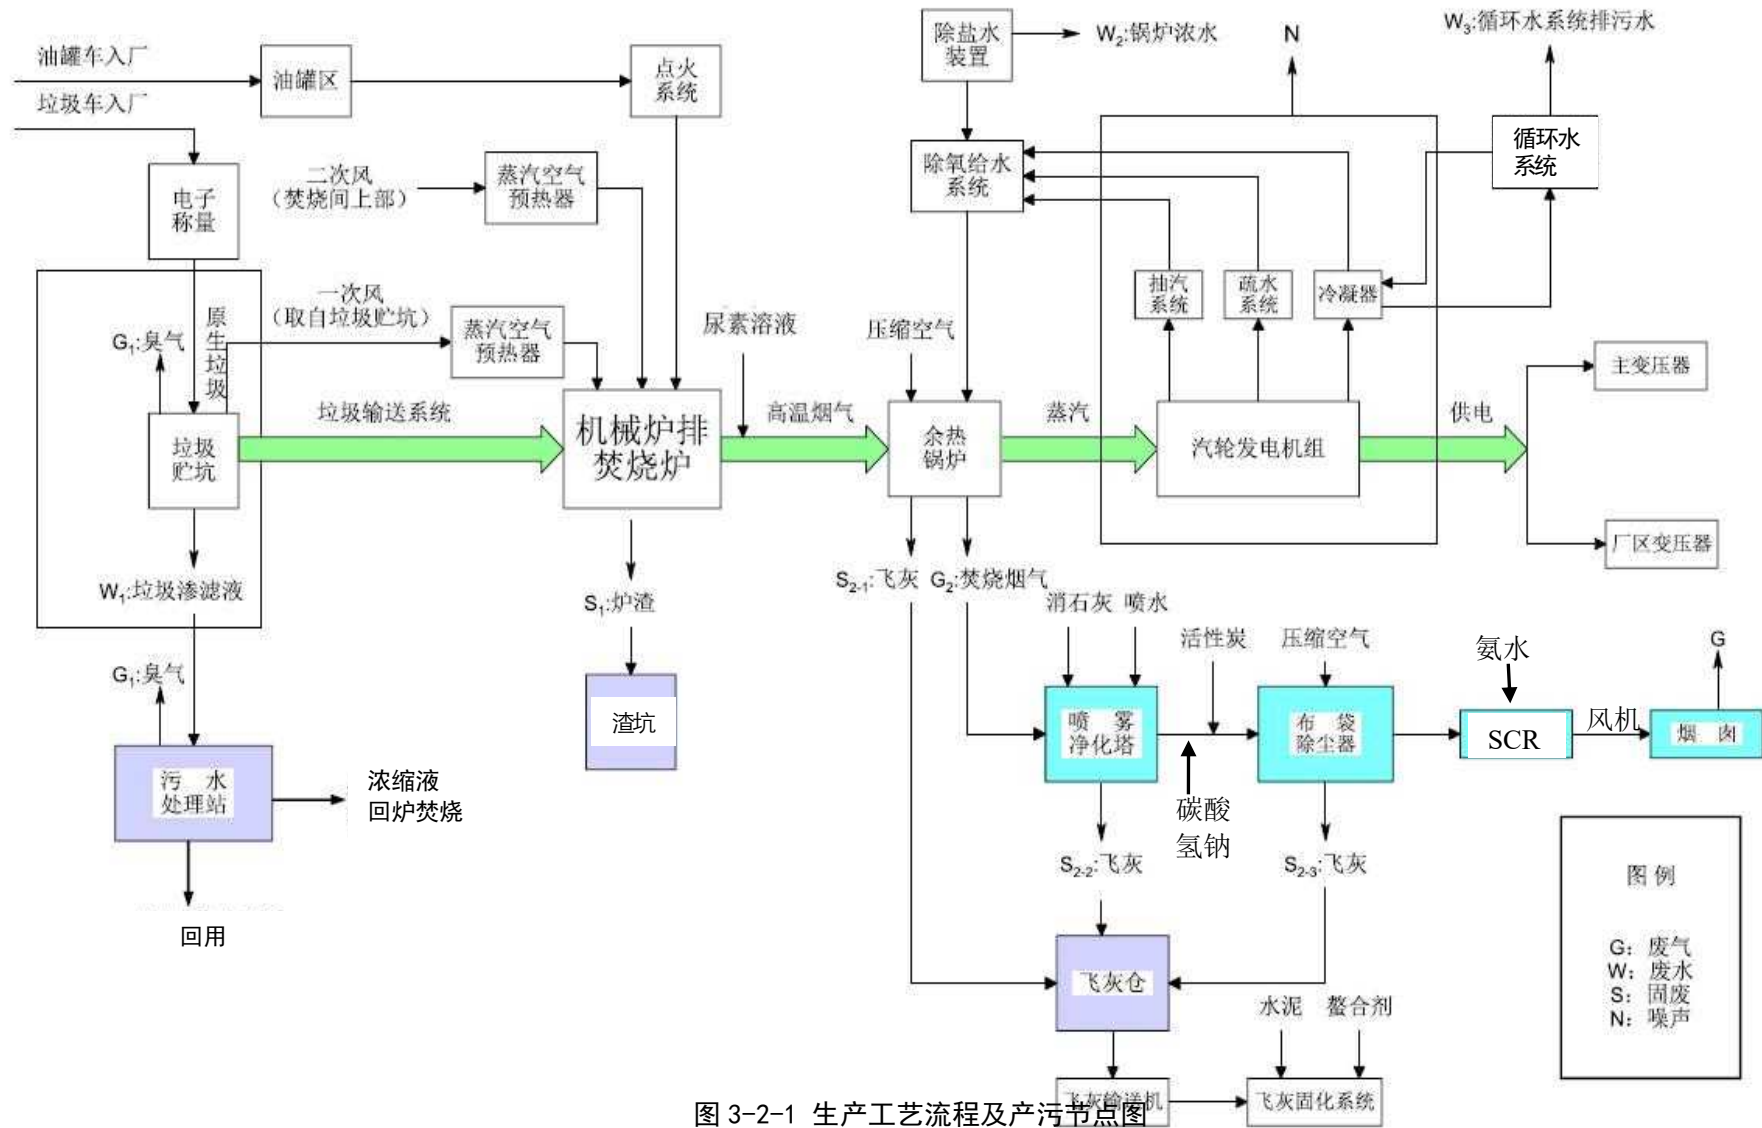 油罐车入厂
油罐区
点火
系统
垃圾车入厂
除盐水
装置
W2:锅炉浓水
N
W3:循环水系统排污水
循环水
系统
电子
称量
二次风
（焚烧间上部）
蒸汽空气
预热器
除氧给水
系统
一次风
（取自垃圾贮坑）
蒸汽空气
预热器
尿素溶液
压缩空气
抽汽
系统
疏水
系统
冷凝器
G1:臭气
原
生
垃
圾
垃圾
贮坑
垃圾输送系统
机械炉排
焚烧炉
高温烟气
余热
锅炉
蒸汽
汽轮发电机组
供电
主变压器
厂区变压器
W1:垃圾渗滤液
S1:炉渣
渣坑
S2-1:飞灰
G2:焚烧烟气
消石灰
喷水
活性炭
压缩空气
氨水
G
G1:臭气
污 水
处理站
浓缩液
回炉焚烧
回用
喷 雾
净化塔
碳酸
氢钠
布 袋
除尘器
SCR
风机
烟 囱
S2-2:飞灰
S2-3:飞灰
飞灰仓
水泥
螯合剂
飞灰输送机
飞灰固化系统
图 例
G：废气
W：废水
S：固废
N：噪声
图 3-2-1 生产工艺流程及产污节点图